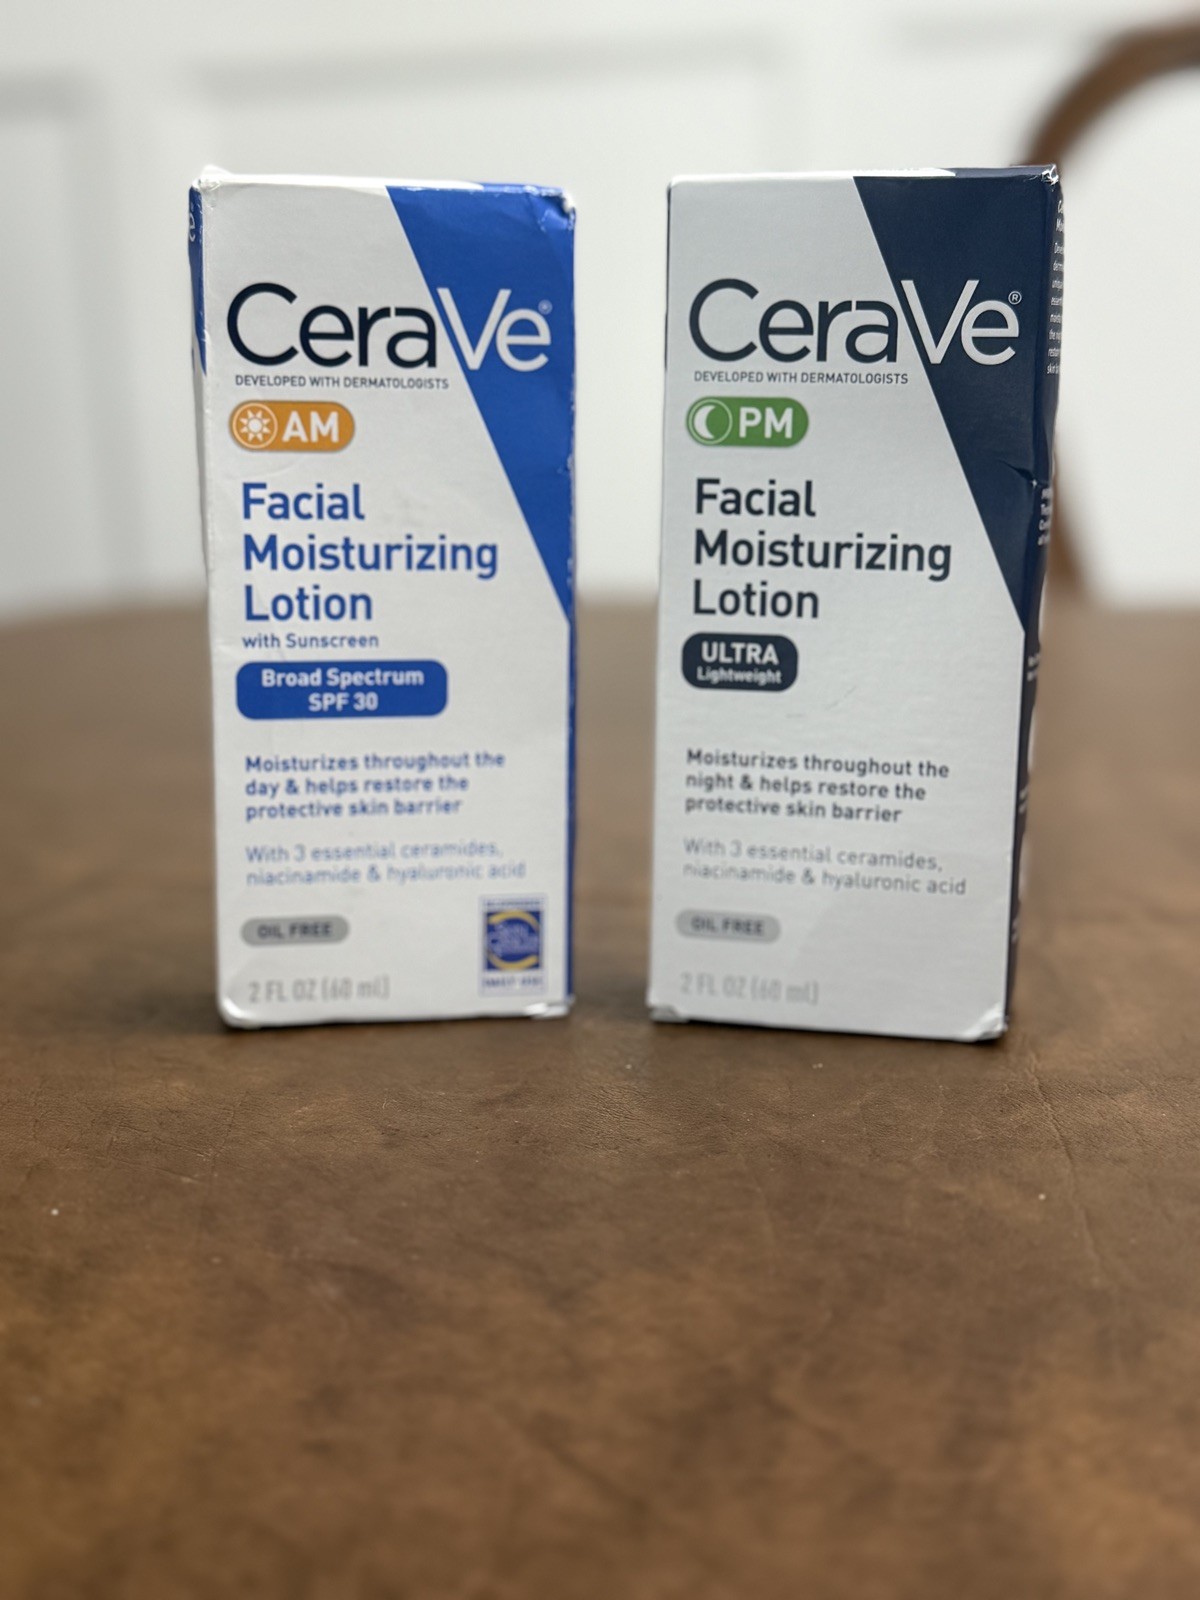 CeraVe®
DEVELOPED WITH DERMATOLOGISTS
AM
Facial
Moisturizing
Lotion
with Sunscreen
Broad Spectrum
SPF 30
Moisturizes throughout the
day & helps restore the
protective skin barrier
With 3 essential ceramides,
niacinamide & hyaluronic acid
OIL FREE
2 FL OZ (60 ml)
CeraVe®
DEVELOPED WITH DERMATOLOGISTS
PM
Facial
Moisturizing
Lotion
ULTRA
Lightweight
Moisturizes throughout the
night & helps restore the
protective skin barrier
With 3 essential ceramides,
niacinamide & hyaluronic acid
OIL FREE
2 FL OZ (60 ml)